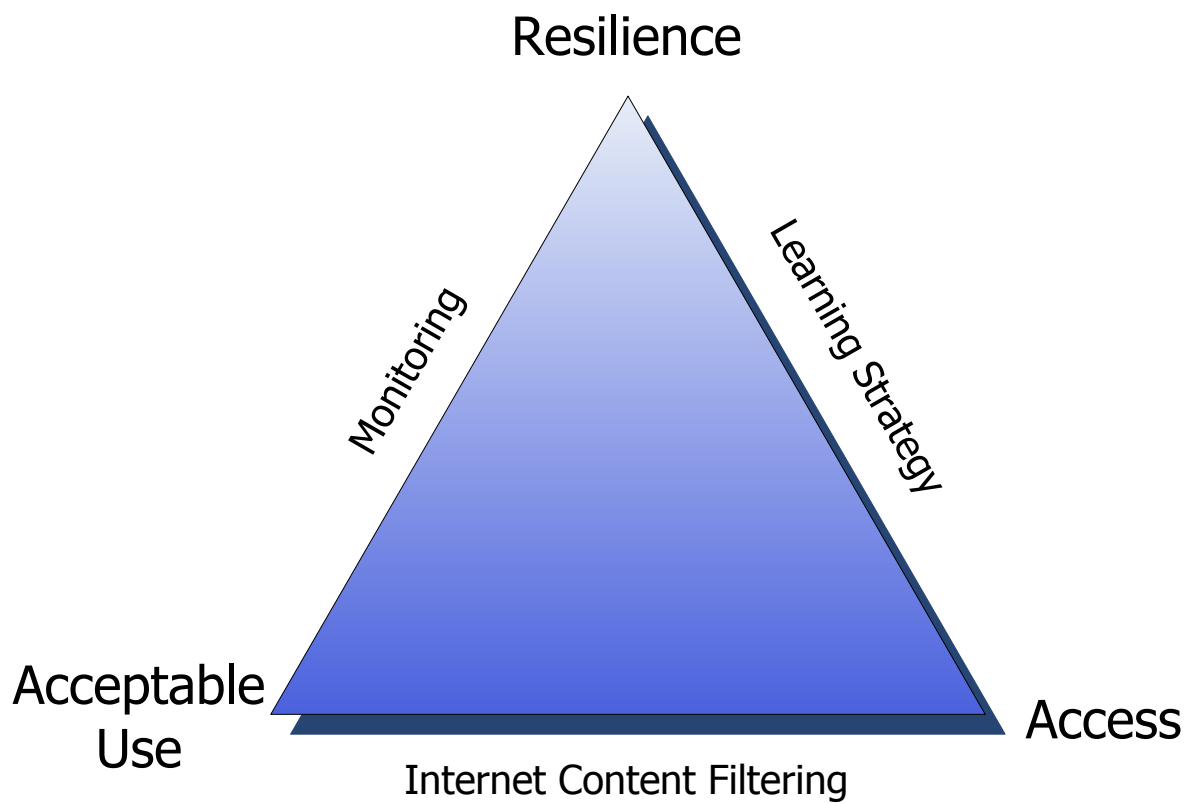 Resilience
Learning Strategy
Monitoring
Acceptable
Use
Access
Internet Content Filtering